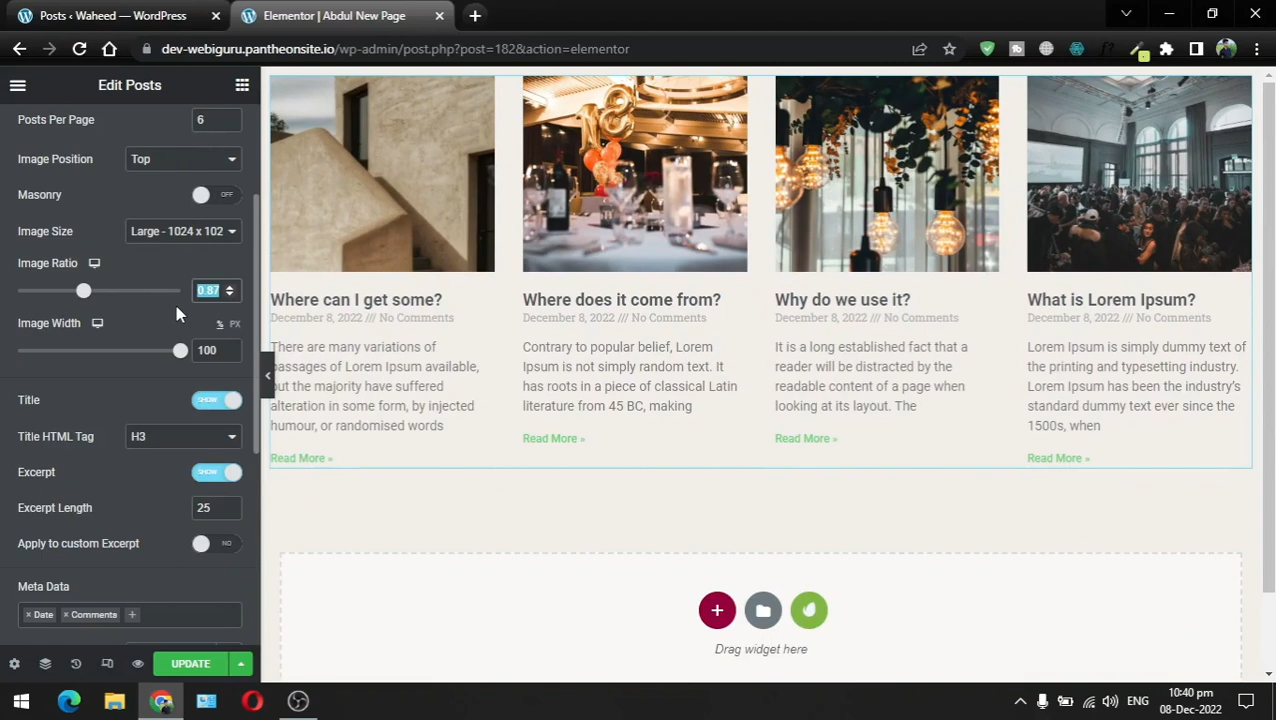 Posts ‹ Waheed — WordPress
Elementor | Abdul New Page
dev-webiguru.pantheonsite.io/wp-admin/post.php?post=182&action=elementor
Edit Posts
Posts Per Page
6
Image Position
Top
Masonry
OFF
Image Size
Large - 1024 x 102
Image Ratio
0.87
Image Width
% PX
100
Title
SHOW
Title HTML Tag
H3
Excerpt
SHOW
Excerpt Length
25
Apply to custom Excerpt
NO
Meta Data
× Date × Comments +
UPDATE
Where can I get some?
December 8, 2022 /// No Comments
There are many variations of
passages of Lorem Ipsum available,
but the majority have suffered
alteration in some form, by injected
humour, or randomised words
Read More »
Where does it come from?
December 8, 2022 /// No Comments
Contrary to popular belief, Lorem
Ipsum is not simply random text. It
has roots in a piece of classical Latin
literature from 45 BC, making
Read More »
Why do we use it?
December 8, 2022 /// No Comments
It is a long established fact that a
reader will be distracted by the
readable content of a page when
looking at its layout. The
Read More »
What is Lorem Ipsum?
December 8, 2022 /// No Comments
Lorem Ipsum is simply dummy text of
the printing and typesetting industry.
Lorem Ipsum has been the industry's
standard dummy text ever since the
1500s, when
Read More »
Drag widget here
ENG
10:40 pm
08-Dec-2022